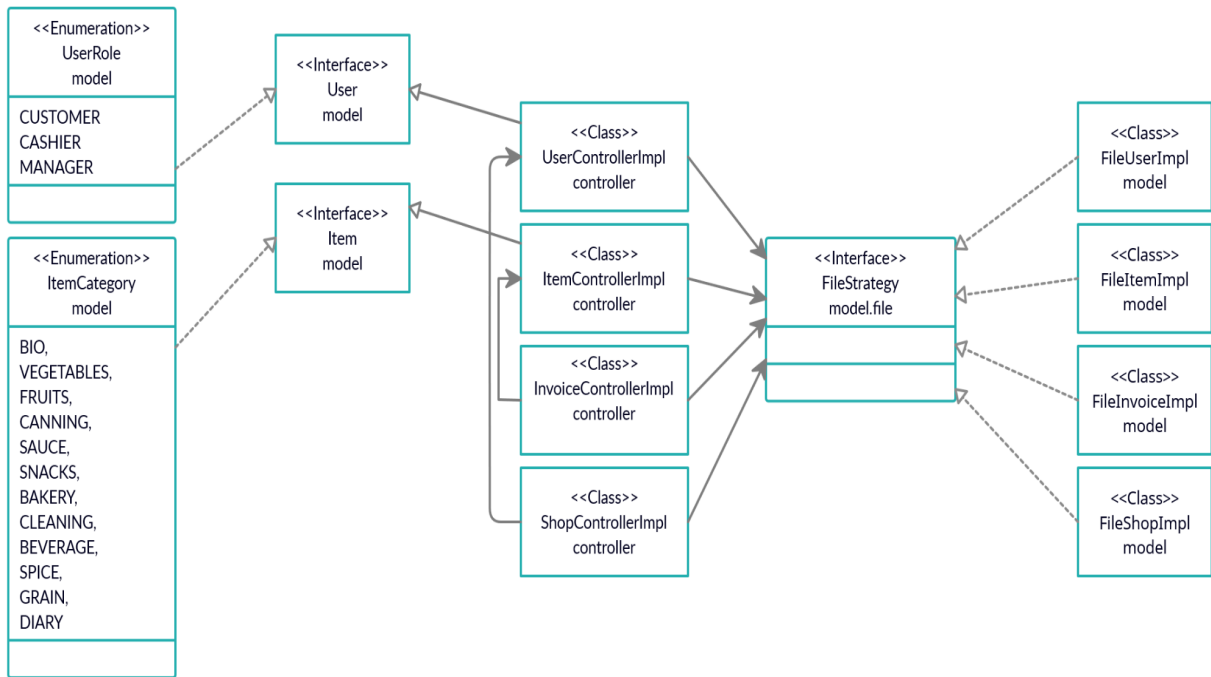 <<Enumeration>>
UserRole
model
CUSTOMER
CASHIER
MANAGER
<<Enumeration>>
ItemCategory
model
BIO,
VEGETABLES,
FRUITS,
CANNING,
SAUCE,
SNACKS,
BAKERY,
CLEANING,
BEVERAGE,
SPICE,
GRAIN,
DIARY
<<Interface>>
User
model
<<Interface>>
Item
model
<<Class>>
UserControllerImpl
controller
<<Class>>
ItemControllerImpl
controller
<<Class>>
InvoiceControllerImpl
controller
<<Class>>
ShopControllerImpl
controller
<<Interface>>
FileStrategy
model.file
<<Class>>
FileUserImpl
model
<<Class>>
FileItemImpl
model
<<Class>>
FileInvoiceImpl
model
<<Class>>
FileShopImpl
model